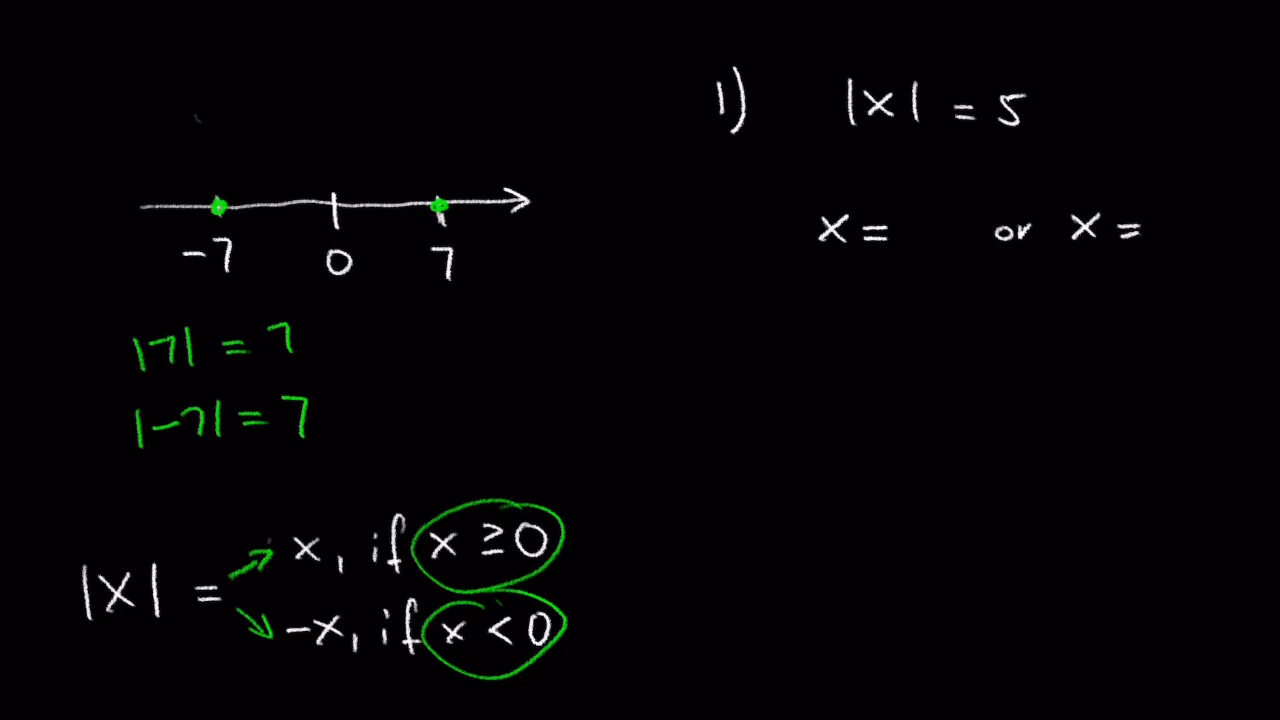 -7 0 7
|7| = 7
|-7| = 7
|x| = x, if x ≥ 0
-x, if x < 0
1) |x| = 5
x = or x =